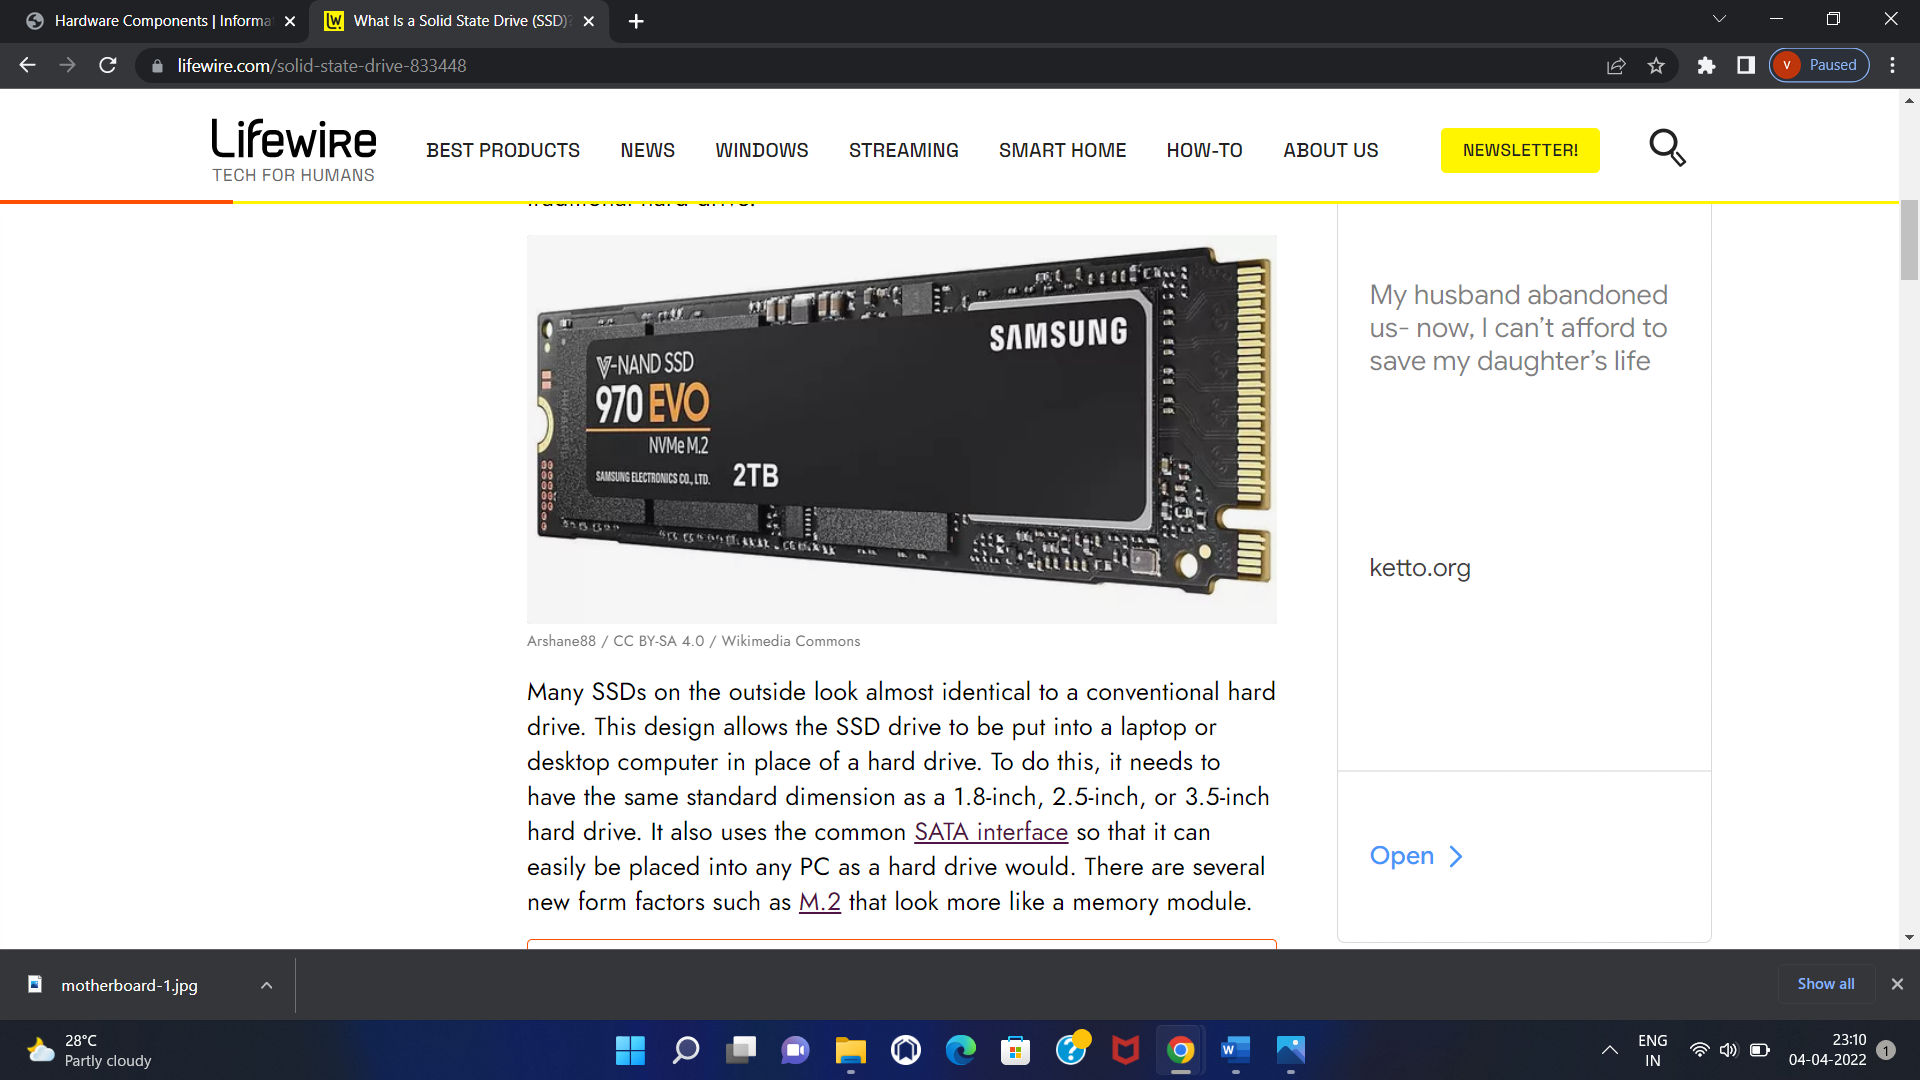 Hardware Components | Informa
What Is a Solid State Drive (SSD)?
lifewire.com/solid-state-drive-833448
V Paused
Lifewire
TECH FOR HUMANS
BEST PRODUCTS NEWS WINDOWS STREAMING SMART HOME HOW-TO ABOUT US NEWSLETTER!
traditional hard drive.
SAMSUNG
V-NAND SSD
970 EVO
NVMe M.2
SAMSUNG ELECTRONICS CO., LTD. 2TB
Arshane88 / CC BY-SA 4.0 / Wikimedia Commons
Many SSDs on the outside look almost identical to a conventional hard
drive. This design allows the SSD drive to be put into a laptop or
desktop computer in place of a hard drive. To do this, it needs to
have the same standard dimension as a 1.8-inch, 2.5-inch, or 3.5-inch
hard drive. It also uses the common SATA interface so that it can
easily be placed into any PC as a hard drive would. There are several
new form factors such as M.2 that look more like a memory module.
My husband abandoned
us- now, I can't afford to
save my daughter's life
ketto.org
Open
motherboard-1.jpg
Show all
28°C
Partly cloudy
ENG
IN
23:10
04-04-2022
1